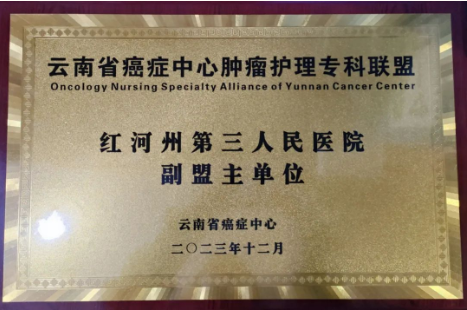 云南省癌症中心肿瘤护理专科联盟
Oncology Nursing Specialty Alliance of Yunnan Cancer Center
红河州第三人民医院
副盟主单位
云南省癌症中心
二〇二三年十二月